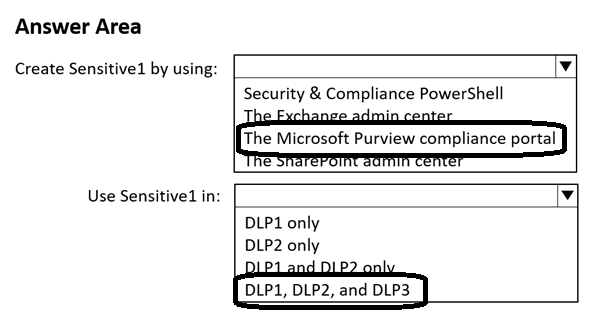 Answer Area
Create Sensitive1 by using:
Security & Compliance PowerShell
The Exchange admin center
The Microsoft Purview compliance portal
The SharePoint admin center
Use Sensitive1 in:
DLP1 only
DLP2 only
DLP1 and DLP2 only
DLP1, DLP2, and DLP3